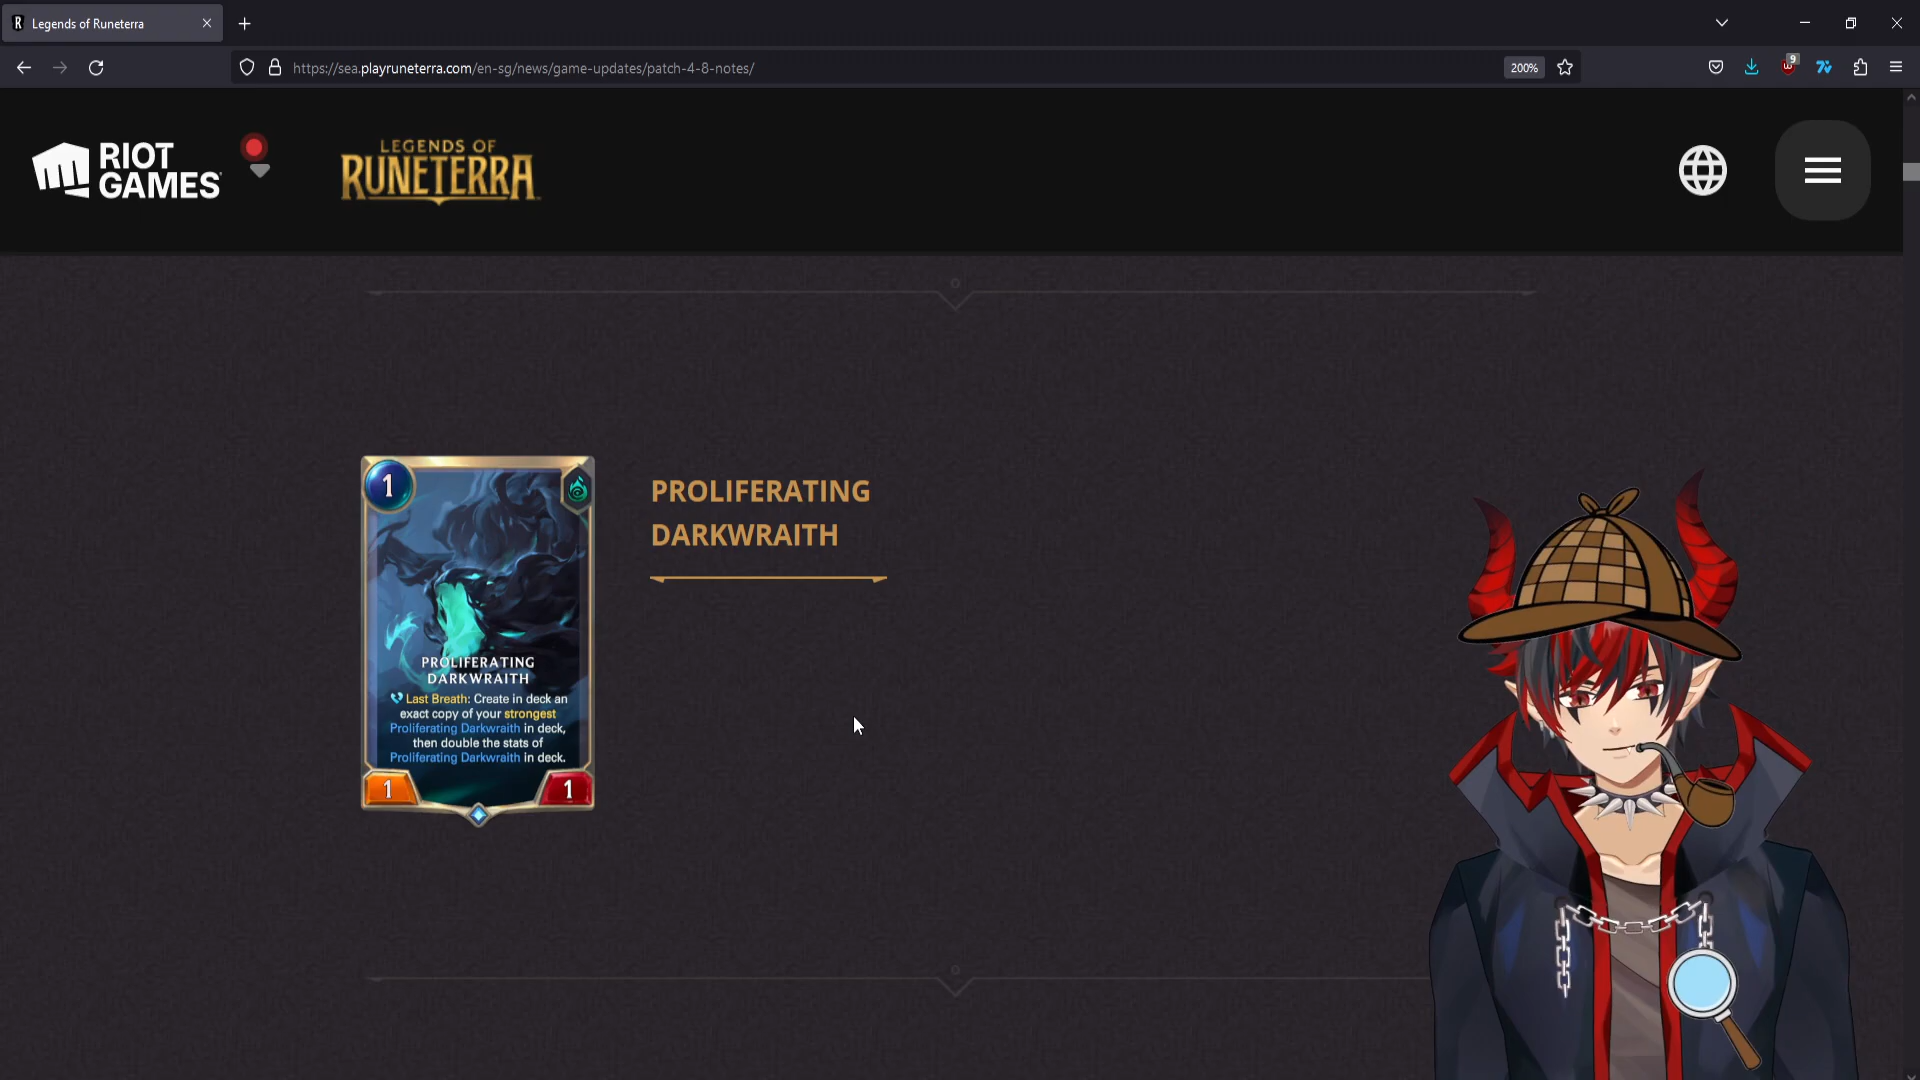 Legends of Runeterra
https://sea.playruneterra.com/en-sg/news/game-updates/patch-4-8-notes/
200%
9
RIOT
GAMES
LEGENDS OF
RUNETERRA
1
PROLIFERATING
DARKWRAITH
Last Breath: Create in deck an
exact copy of your strongest
Proliferating Darkwraith in deck,
then double the stats of
Proliferating Darkwraith in deck.
1
1
PROLIFERATING
DARKWRAITH